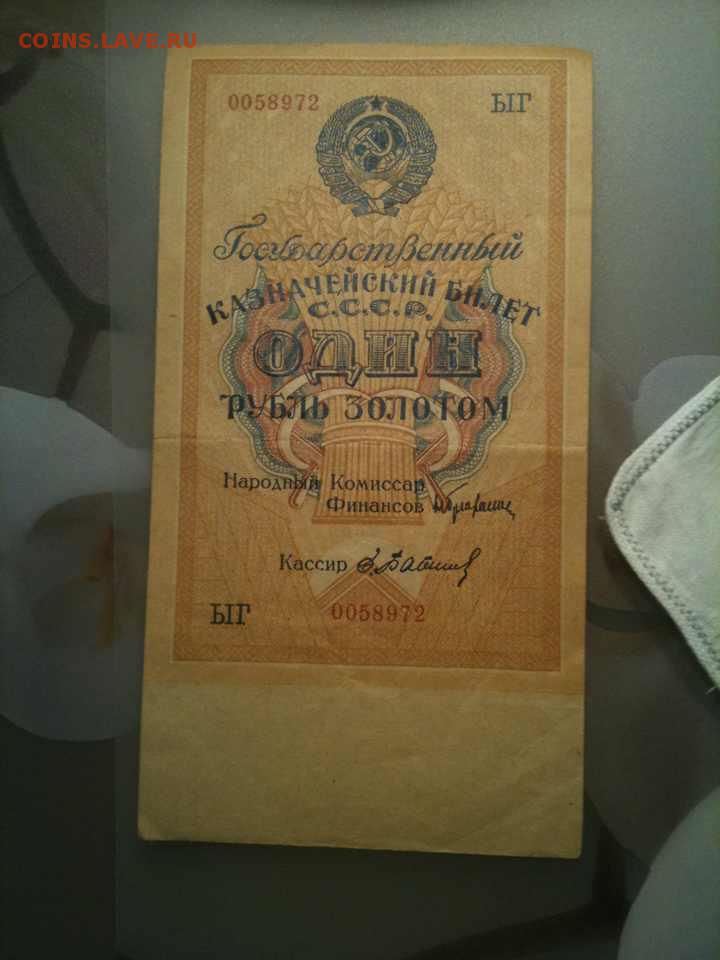 COINS.LAVE.RU
0058972 ЫГ
Государственный
КАЗНАЧЕЙСКИЙ БИЛЕТ
С.С.С.Р.
ОДИН
РУБЛЬ ЗОЛОТОМ
Народный Комиссар
Финансов
Кассир
ЫГ 0058972